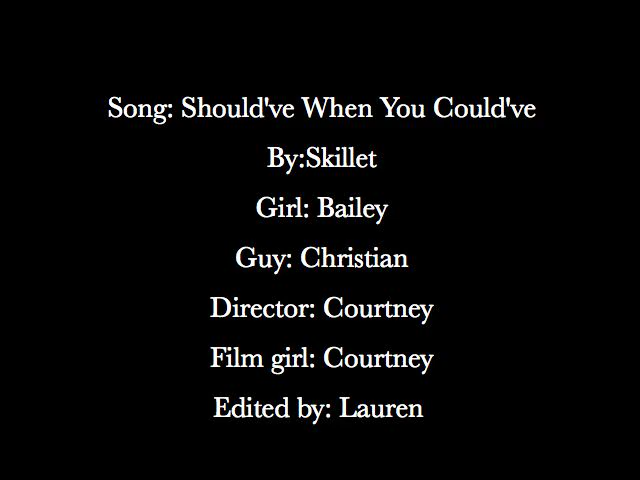 Song: Should've When You Could've
By:Skillet
Girl: Bailey
Guy: Christian
Director: Courtney
Film girl: Courtney
Edited by: Lauren